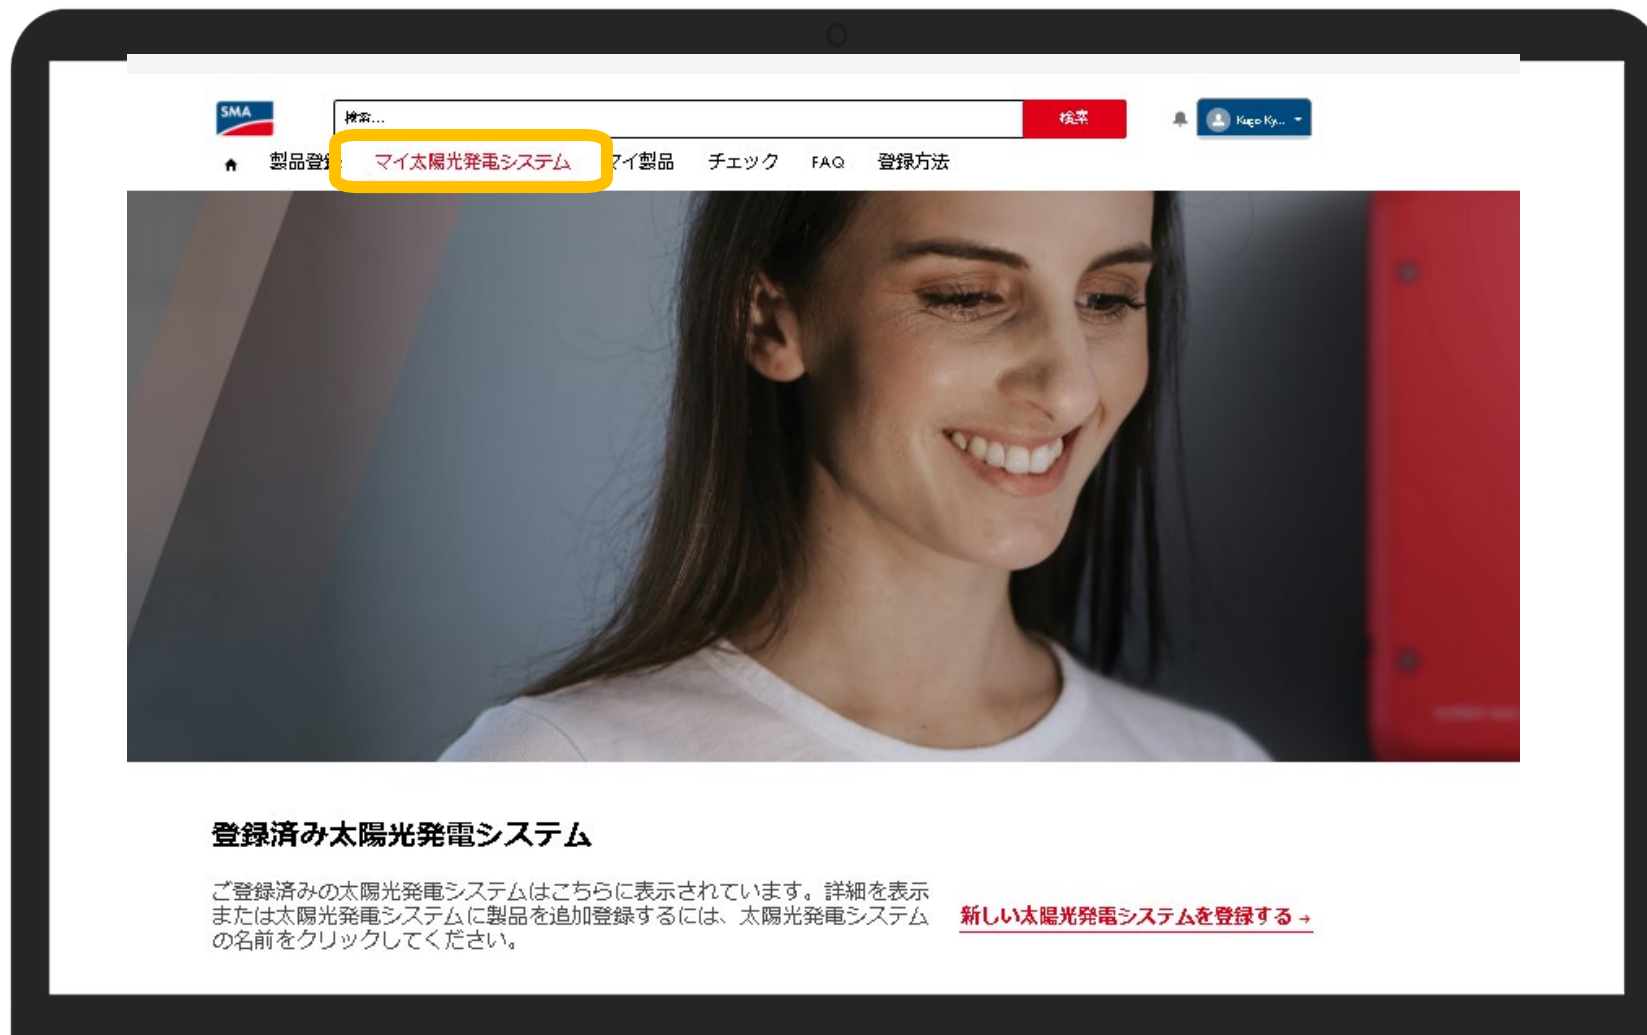 SMA
検索...
検索
Kugo Ky...
製品登録 マイ太陽光発電システム マイ製品 チェック FAQ 登録方法
登録済み太陽光発電システム
ご登録済みの太陽光発電システムはこちらに表示されています。詳細を表示
または太陽光発電システムに製品を追加登録するには、太陽光発電システム
の名前をクリックしてください。
新しい太陽光発電システムを登録する→